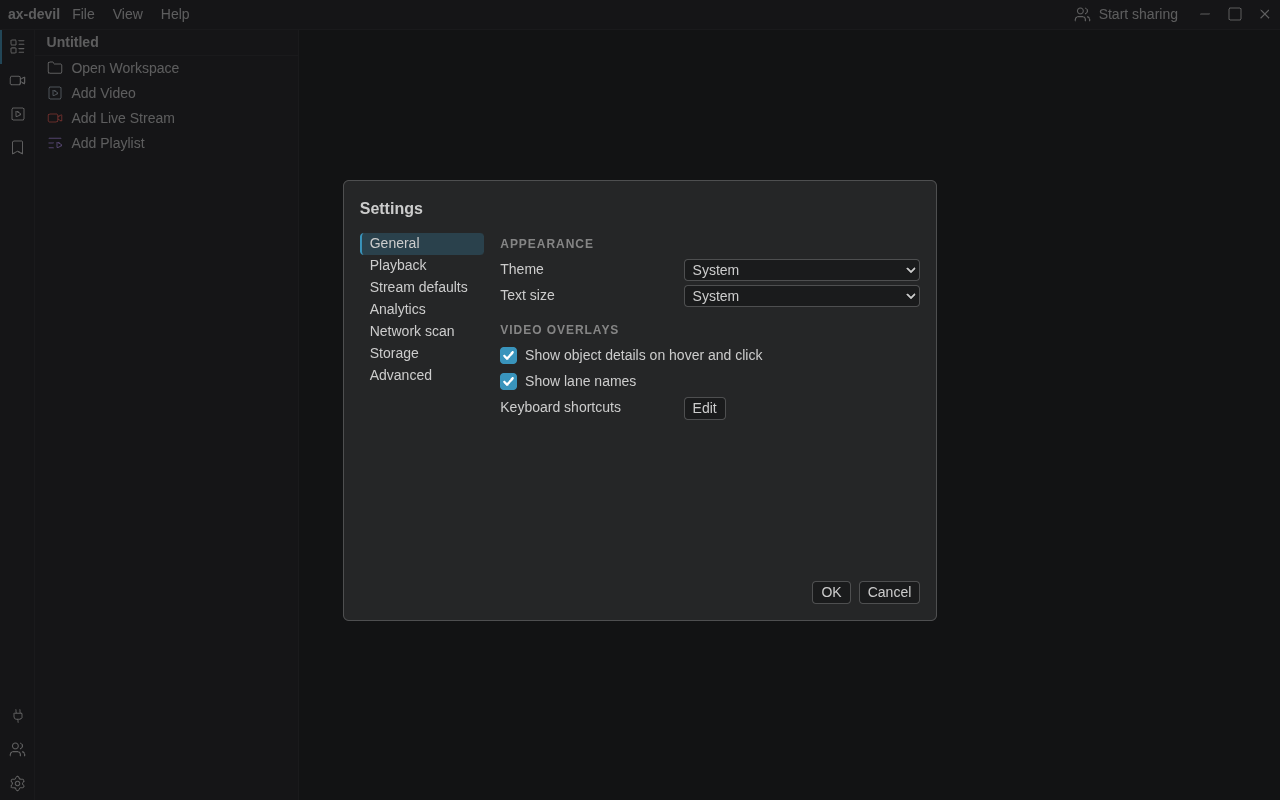 ax-devil File View Help Start sharing
Untitled
Open Workspace
Add Video
Add Live Stream
Add Playlist
Settings
General
Playback
Stream defaults
Analytics
Network scan
Storage
Advanced
APPEARANCE
Theme System
Text size System
VIDEO OVERLAYS
Show object details on hover and click
Show lane names
Keyboard shortcuts Edit
OK Cancel